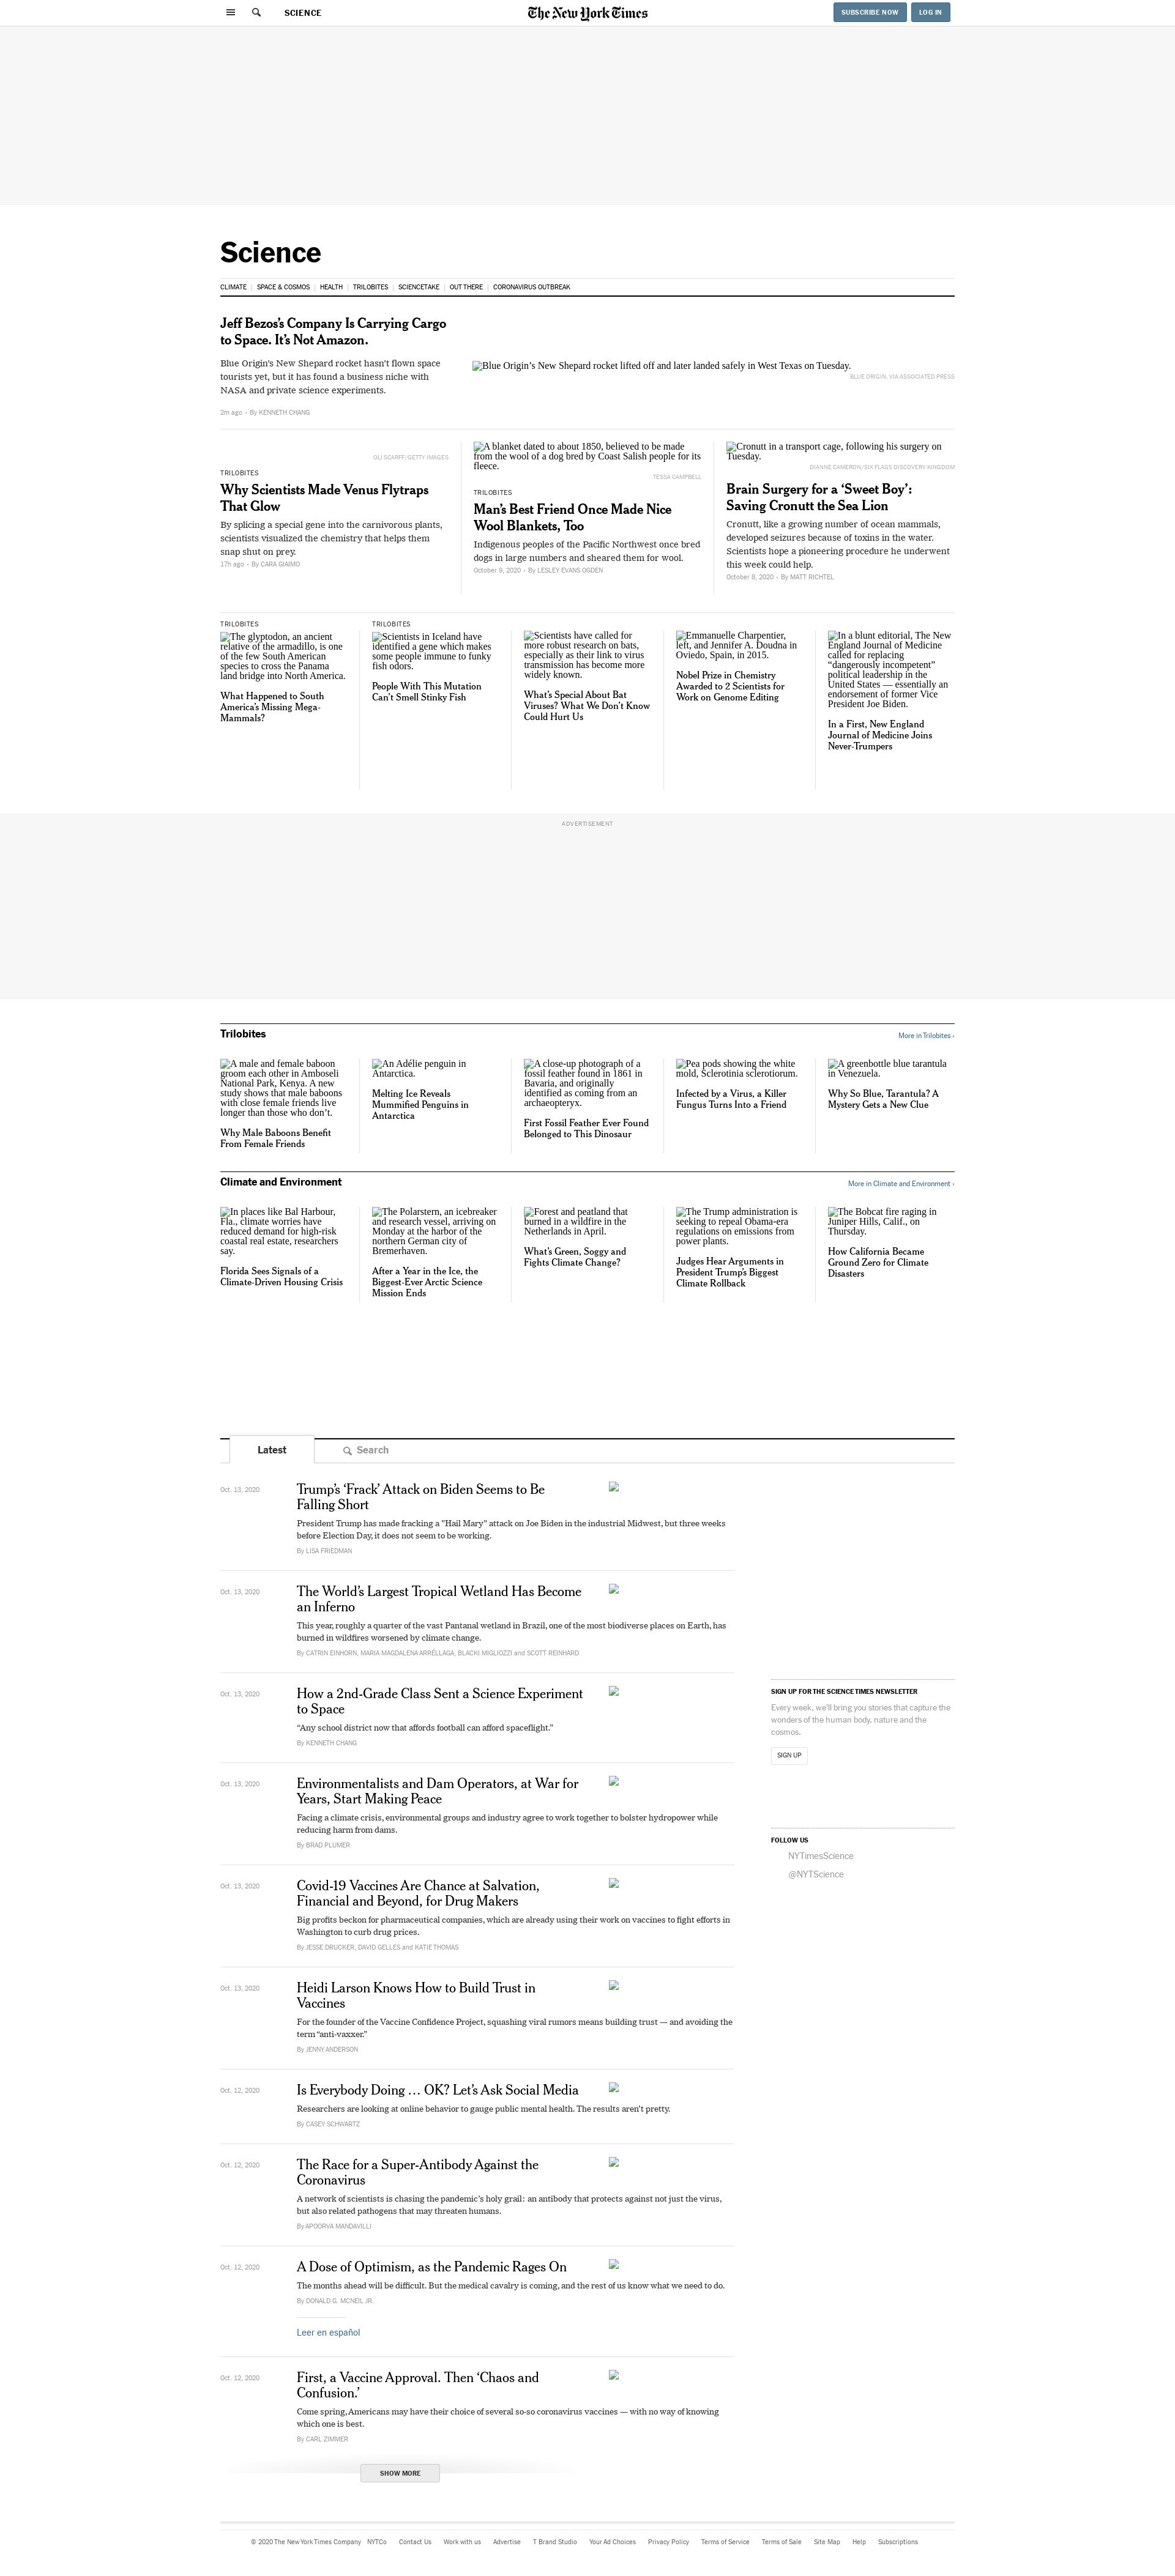 SCIENCE
The New York Times
SUBSCRIBE NOW
LOG IN
Science
CLIMATE
SPACE & COSMOS
HEALTH
TRILOBITES
SCIENCETAKE
OUT THERE
CORONAVIRUS OUTBREAK
Jeff Bezos’s Company Is Carrying Cargo
to Space. It’s Not Amazon.
Blue Origin’s New Shepard rocket hasn’t flown space
tourists yet, but it has found a business niche with
NASA and private science experiments.
2m ago • By KENNETH CHANG
Blue Origin’s New Shepard rocket lifted off and later landed safely in West Texas on Tuesday.
BLUE ORIGIN, VIA ASSOCIATED PRESS
OLI SCARFF/GETTY IMAGES
TRILOBITES
Why Scientists Made Venus Flytraps
That Glow
By splicing a special gene into the carnivorous plants,
scientists visualized the chemistry that helps them
snap shut on prey.
17h ago • By CARA GIAIMO
A blanket dated to about 1850, believed to be made
from the wool of a dog bred by Coast Salish people for its
fleece.
TESSA CAMPBELL
TRILOBITES
Man’s Best Friend Once Made Nice
Wool Blankets, Too
Indigenous peoples of the Pacific Northwest once bred
dogs in large numbers and sheared them for wool.
October 9, 2020 • By LESLEY EVANS OGDEN
Cronutt in a transport cage, following his surgery on
Tuesday.
DIANNE CAMERON/SIX FLAGS DISCOVERY KINGDOM
Brain Surgery for a ‘Sweet Boy’:
Saving Cronutt the Sea Lion
Cronutt, like a growing number of ocean mammals,
developed seizures because of toxins in the water.
Scientists hope a pioneering procedure he underwent
this week could help.
October 8, 2020 • By MATT RICHTEL
TRILOBITES
The glyptodon, an ancient
relative of the armadillo, is one
of the few South American
species to cross the Panama
land bridge into North America.
What Happened to South
America’s Missing Mega-
Mammals?
TRILOBITES
Scientists in Iceland have
identified a gene which makes
some people immune to funky
fish odors.
People With This Mutation
Can’t Smell Stinky Fish
Scientists have called for
more robust research on bats,
especially as their link to virus
transmission has become more
widely known.
What’s Special About Bat
Viruses? What We Don’t Know
Could Hurt Us
Emmanuelle Charpentier,
left, and Jennifer A. Doudna in
Oviedo, Spain, in 2015.
Nobel Prize in Chemistry
Awarded to 2 Scientists for
Work on Genome Editing
In a blunt editorial, The New
England Journal of Medicine
called for replacing
“dangerously incompetent”
political leadership in the
United States — essentially an
endorsement of former Vice
President Joe Biden.
In a First, New England
Journal of Medicine Joins
Never-Trumpers
ADVERTISEMENT
Trilobites
More in Trilobites ›
A male and female baboon
groom each other in Amboseli
National Park, Kenya. A new
study shows that male baboons
with close female friends live
longer than those who don’t.
Why Male Baboons Benefit
From Female Friends
An Adélie penguin in
Antarctica.
Melting Ice Reveals
Mummified Penguins in
Antarctica
A close-up photograph of a
fossil feather found in 1861 in
Bavaria, and originally
identified as coming from an
archaeopteryx.
First Fossil Feather Ever Found
Belonged to This Dinosaur
Pea pods showing the white
mold, Sclerotinia sclerotiorum.
Infected by a Virus, a Killer
Fungus Turns Into a Friend
A greenbottle blue tarantula
in Venezuela.
Why So Blue, Tarantula? A
Mystery Gets a New Clue
Climate and Environment
More in Climate and Environment ›
In places like Bal Harbour,
Fla., climate worries have
reduced demand for high-risk
coastal real estate, researchers
say.
Florida Sees Signals of a
Climate-Driven Housing Crisis
The Polarstern, an icebreaker
and research vessel, arriving on
Monday at the harbor of the
northern German city of
Bremerhaven.
After a Year in the Ice, the
Biggest-Ever Arctic Science
Mission Ends
Forest and peatland that
burned in a wildfire in the
Netherlands in April.
What’s Green, Soggy and
Fights Climate Change?
The Trump administration is
seeking to repeal Obama-era
regulations on emissions from
power plants.
Judges Hear Arguments in
President Trump’s Biggest
Climate Rollback
The Bobcat fire raging in
Juniper Hills, Calif., on
Thursday.
How California Became
Ground Zero for Climate
Disasters
Latest
Search
Oct. 13, 2020
Trump’s ‘Frack’ Attack on Biden Seems to Be
Falling Short
President Trump has made fracking a “Hail Mary” attack on Joe Biden in the industrial Midwest, but three weeks
before Election Day, it does not seem to be working.
By LISA FRIEDMAN
Oct. 13, 2020
The World’s Largest Tropical Wetland Has Become
an Inferno
This year, roughly a quarter of the vast Pantanal wetland in Brazil, one of the most biodiverse places on Earth, has
burned in wildfires worsened by climate change.
By CATRIN EINHORN, MARIA MAGDALENA ARRÉLLAGA, BLACKI MIGLIOZZI and SCOTT REINHARD
Oct. 13, 2020
How a 2nd-Grade Class Sent a Science Experiment
to Space
“Any school district now that affords football can afford spaceflight.”
By KENNETH CHANG
Oct. 13, 2020
Environmentalists and Dam Operators, at War for
Years, Start Making Peace
Facing a climate crisis, environmental groups and industry agree to work together to bolster hydropower while
reducing harm from dams.
By BRAD PLUMER
Oct. 13, 2020
Covid-19 Vaccines Are Chance at Salvation,
Financial and Beyond, for Drug Makers
Big profits beckon for pharmaceutical companies, which are already using their work on vaccines to fight efforts in
Washington to curb drug prices.
By JESSE DRUCKER, DAVID GELLES and KATIE THOMAS
Oct. 13, 2020
Heidi Larson Knows How to Build Trust in
Vaccines
For the founder of the Vaccine Confidence Project, squashing viral rumors means building trust — and avoiding the
term “anti-vaxxer.”
By JENNY ANDERSON
Oct. 12, 2020
Is Everybody Doing … OK? Let’s Ask Social Media
Researchers are looking at online behavior to gauge public mental health. The results aren’t pretty.
By CASEY SCHWARTZ
Oct. 12, 2020
The Race for a Super-Antibody Against the
Coronavirus
A network of scientists is chasing the pandemic’s holy grail: an antibody that protects against not just the virus,
but also related pathogens that may threaten humans.
By APOORVA MANDAVILLI
Oct. 12, 2020
A Dose of Optimism, as the Pandemic Rages On
The months ahead will be difficult. But the medical cavalry is coming, and the rest of us know what we need to do.
By DONALD G. MCNEIL JR.
Leer en español
Oct. 12, 2020
First, a Vaccine Approval. Then ‘Chaos and
Confusion.’
Come spring, Americans may have their choice of several so-so coronavirus vaccines — with no way of knowing
which one is best.
By CARL ZIMMER
SHOW MORE
SIGN UP FOR THE SCIENCE TIMES NEWSLETTER
Every week, we’ll bring you stories that capture the
wonders of the human body, nature and the
cosmos.
SIGN UP
FOLLOW US
NYTimesScience
@NYTScience
© 2020 The New York Times Company
NYTCo
Contact Us
Work with us
Advertise
T Brand Studio
Your Ad Choices
Privacy Policy
Terms of Service
Terms of Sale
Site Map
Help
Subscriptions